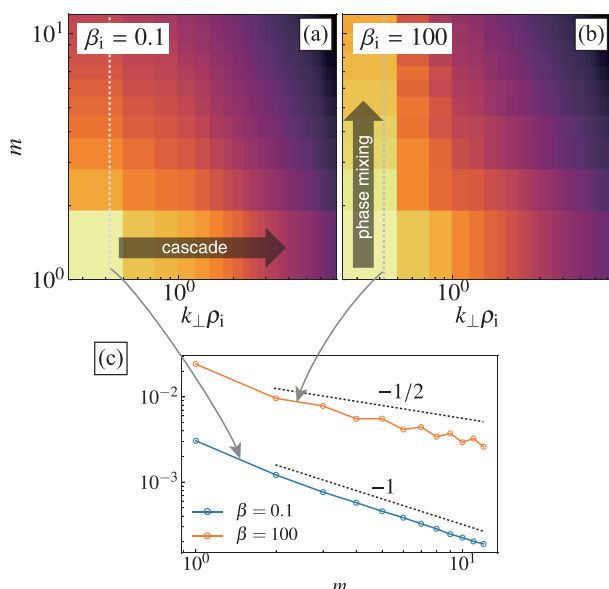 βᵢ = 0.1
(a)
βᵢ = 100
(b)
10¹
m
phase mixing
cascade
10⁰
10⁰
10⁰
k⊥ρᵢ
k⊥ρᵢ
(c)
10⁻²
−1/2
10⁻³
−1
β = 0.1
β = 100
10⁰
10¹
m